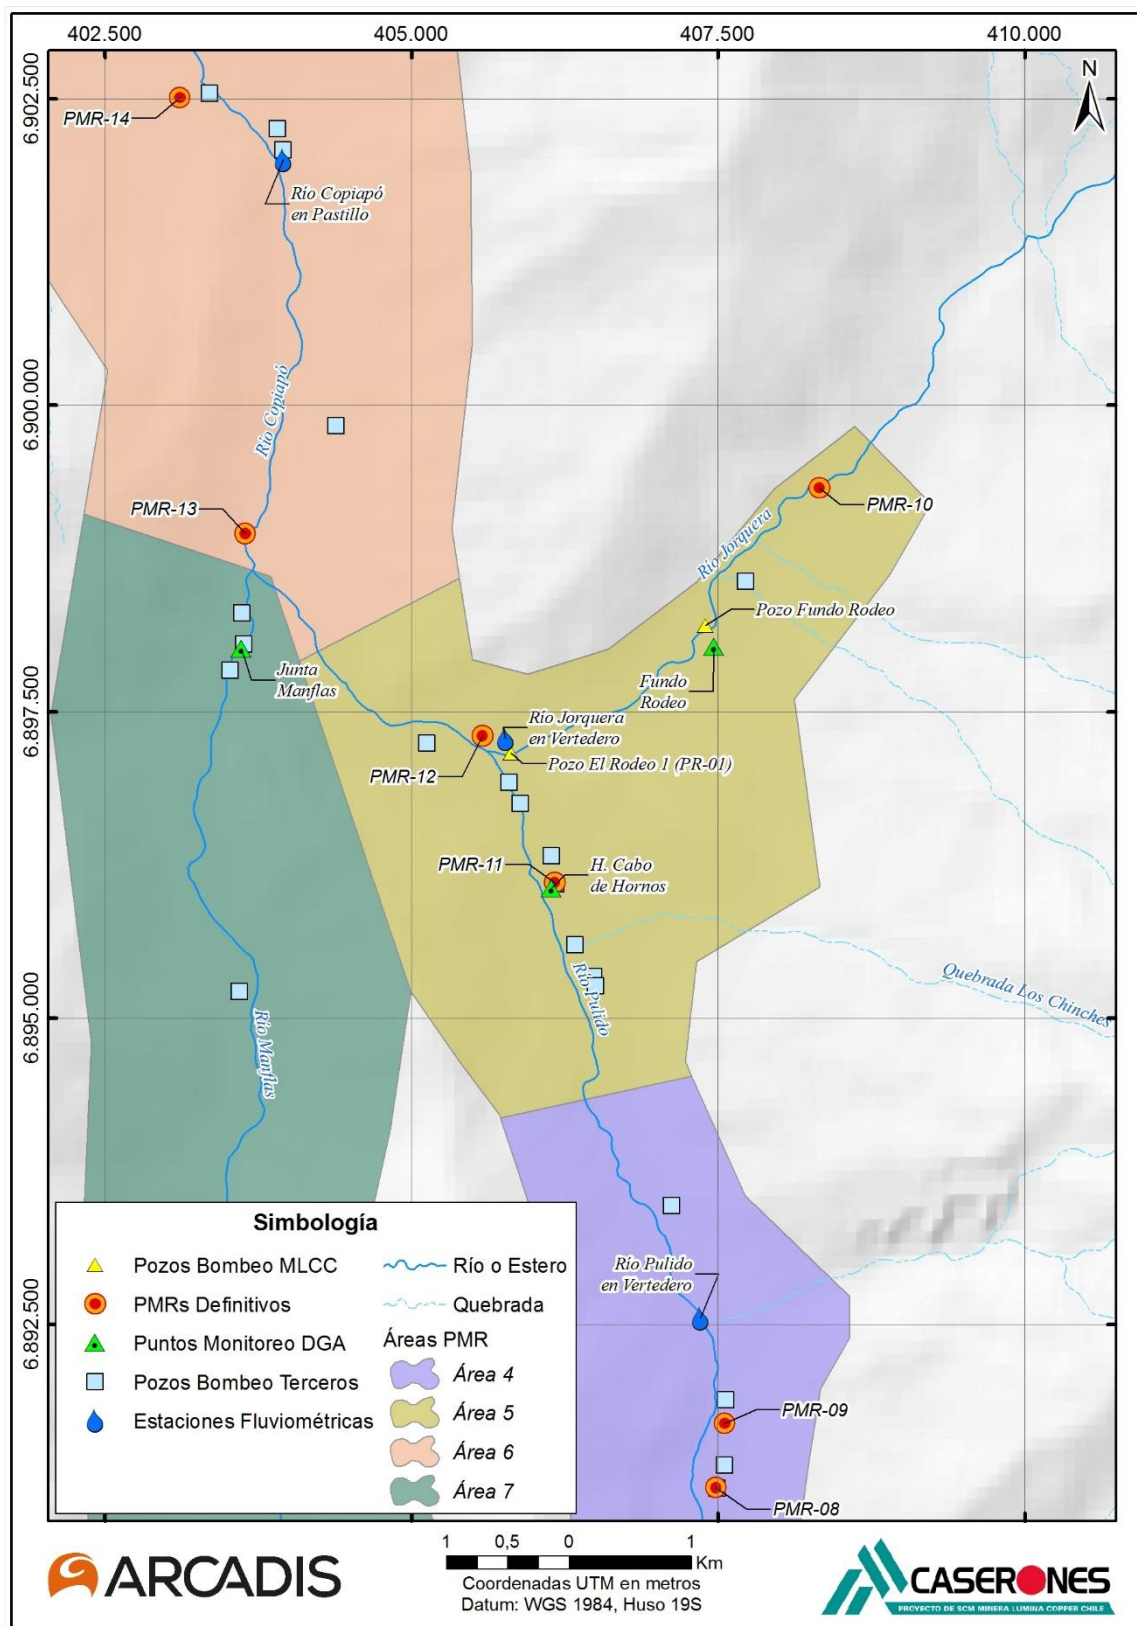 402.500 405.000 407.500 410.000
6.902.500
6.900.000
6.897.500
6.895.000
6.892.500
N
PMR-14
Río Copiapó
en Pastillo
Río Copiapó
PMR-13
PMR-10
Río Jorquera
Pozo Fundo Rodeo
Junta
Manflas
Fundo
Rodeo
Río Jorquera
en Vertedero
PMR-12
Pozo El Rodeo 1 (PR-01)
PMR-11
H. Cabo
de Hornos
Río Pulido
Quebrada Los Chinches
Río Manflas
Río Pulido
en Vertedero
PMR-09
PMR-08
Simbología
Pozos Bombeo MLCC
PMRs Definitivos
Puntos Monitoreo DGA
Pozos Bombeo Terceros
Estaciones Fluviométricas
Río o Estero
Quebrada
Áreas PMR
Área 4
Área 5
Área 6
Área 7
ARCADIS
1 0,5 0 1
Km
Coordenadas UTM en metros
Datum: WGS 1984, Huso 19S
CASERONES
PROYECTO DE SCM MINERA LUMINA COPPER CHILE